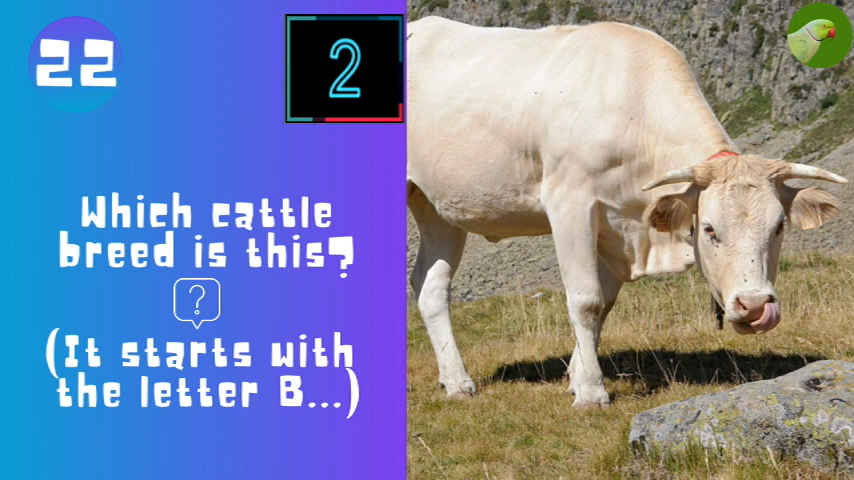 22
2
Which cattle
breed is this?
?
(It starts with
the letter B...)